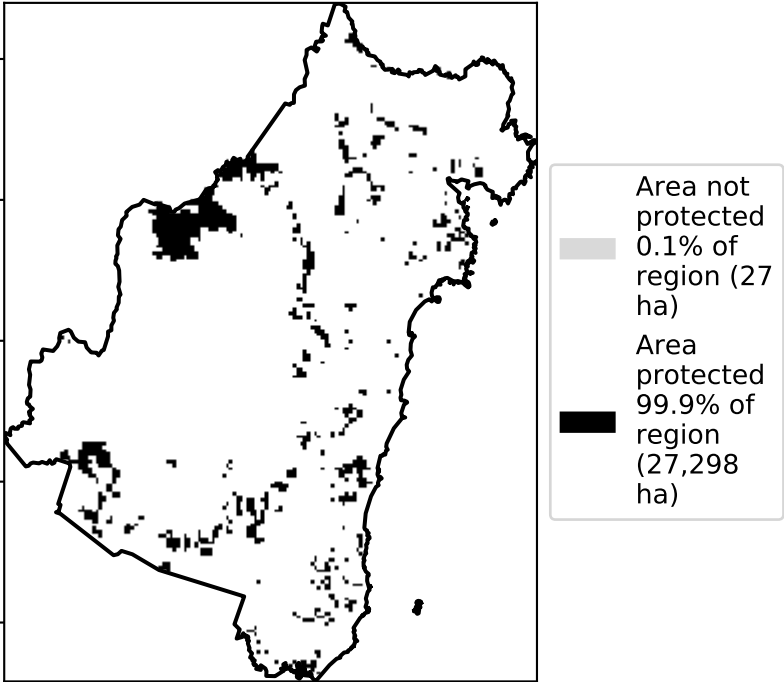 Area not
protected
0.1% of
region (27
ha)
Area
protected
99.9% of
region
(27,298
ha)